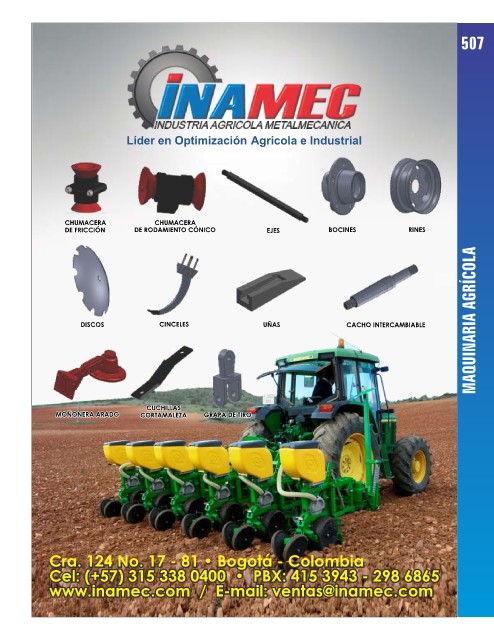 507
INAMEC
INDUSTRIA AGRICOLA METALMECANICA
Lider en Optimización Agricola e Industrial
CHUMACERA
DE FRICCIÓN
CHUMACERA
DE RODAMIENTO CÓNICO
EJES
BOCINES
RINES
DISCOS
CINCELES
UÑAS
CACHO INTERCAMBIABLE
MOÑONERA ARADO
CUCHILLAS
CORTAMALEZA
GRAPA DE TIRO
MAQUINARIA AGRÍCOLA
Cra. 124 No. 17 - 81 • Bogotá - Colombia
Cel: (+57) 315 338 0400 • PBX: 415 3943 - 298 6865
www.inamec.com / E-mail: ventas@inamec.com